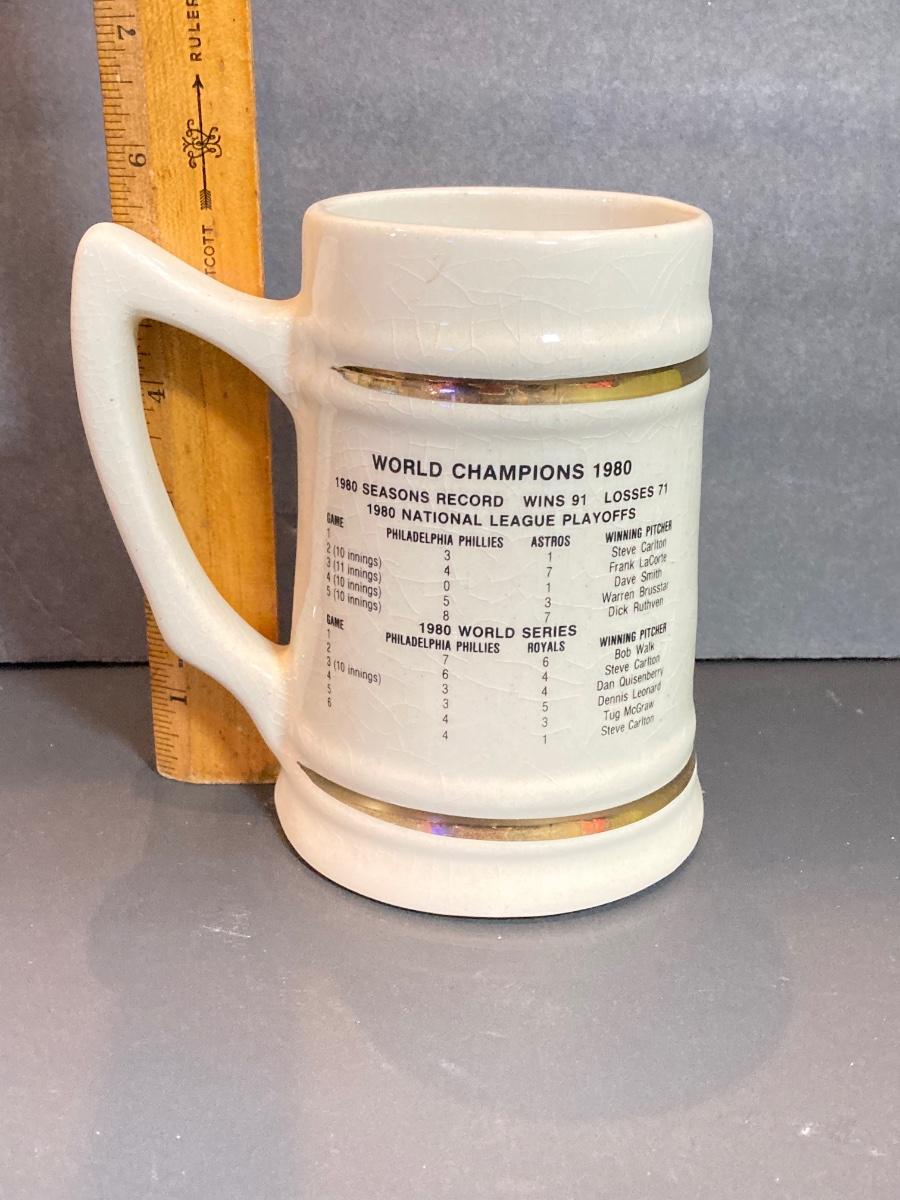 7
RULER
6
TCOTT
4
1
WORLD CHAMPIONS 1980
1980 SEASONS RECORD WINS 91 LOSSES 71
1980 NATIONAL LEAGUE PLAYOFFS
GAME PHILADELPHIA PHILLIES ASTROS WINNING PITCHER
1 3 1 Steve Carlton
2 (10 innings) 4 7 Frank LaCorte
3 (11 innings) 0 1 Dave Smith
4 (10 innings) 5 3 Warren Brusstar
5 (10 innings) 8 7 Dick Ruthven
1980 WORLD SERIES
GAME PHILADELPHIA PHILLIES ROYALS WINNING PITCHER
1 7 6 Bob Walk
2 6 4 Steve Carlton
3 (10 innings) 3 4 Dan Quisenberry
4 3 5 Dennis Leonard
5 4 3 Tug McGraw
6 4 1 Steve Carlton